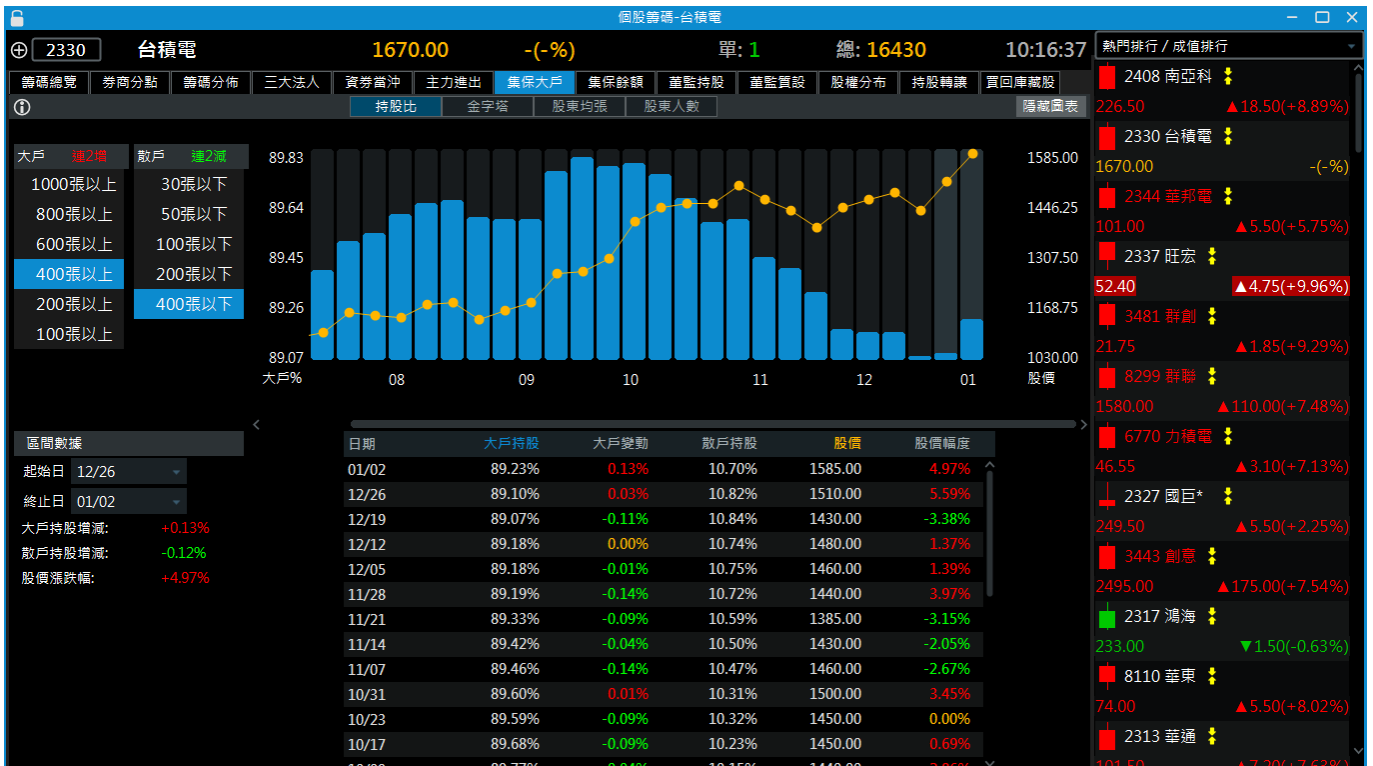 個股籌碼-台積電
2330 台積電 1670.00 -(-%) 單: 1 總: 16430 10:16:37
籌碼總覽 券商分點 籌碼分佈 三大法人 資券當沖 主力進出 集保大戶 集保餘額 董監持股 董監質設 股權分布 持股轉讓 買回庫藏股
持股比 金字塔 股東均張 股東人數 隱藏圖表
大戶 連2增 散戶 連2減
1000張以上 30張以下
800張以上 50張以下
600張以上 100張以下
400張以上 200張以下
200張以上 400張以下
100張以上
89.83 1585.00
89.64 1446.25
89.45 1307.50
89.26 1168.75
89.07 1030.00
大戶% 08 09 10 11 12 01 股價
區間數據
起始日 12/26
終止日 01/02
大戶持股增減: +0.13%
散戶持股增減: -0.12%
股價漲跌幅: +4.97%
日期 大戶持股 大戶變動 散戶持股 股價 股價幅度
01/02 89.23% 0.13% 10.70% 1585.00 4.97%
12/26 89.10% 0.03% 10.82% 1510.00 5.59%
12/19 89.07% -0.11% 10.84% 1430.00 -3.38%
12/12 89.18% 0.00% 10.74% 1480.00 1.37%
12/05 89.18% -0.01% 10.75% 1460.00 1.39%
11/28 89.19% -0.14% 10.72% 1440.00 3.97%
11/21 89.33% -0.09% 10.59% 1385.00 -3.15%
11/14 89.42% -0.04% 10.50% 1430.00 -2.05%
11/07 89.46% -0.14% 10.47% 1460.00 -2.67%
10/31 89.60% 0.01% 10.31% 1500.00 3.45%
10/23 89.59% -0.09% 10.32% 1450.00 0.00%
10/17 89.68% -0.09% 10.23% 1450.00 0.69%
熱門排行 / 成值排行
2408 南亞科
226.50 ▲18.50(+8.89%)
2330 台積電
1670.00 -(-%)
2344 華邦電
101.00 ▲5.50(+5.75%)
2337 旺宏
52.40 ▲4.75(+9.96%)
3481 群創
21.75 ▲1.85(+9.29%)
8299 群聯
1580.00 ▲110.00(+7.48%)
6770 力積電
46.55 ▲3.10(+7.13%)
2327 國巨*
249.50 ▲5.50(+2.25%)
3443 創意
2495.00 ▲175.00(+7.54%)
2317 鴻海
233.00 ▼1.50(-0.63%)
8110 華東
74.00 ▲5.50(+8.02%)
2313 華通